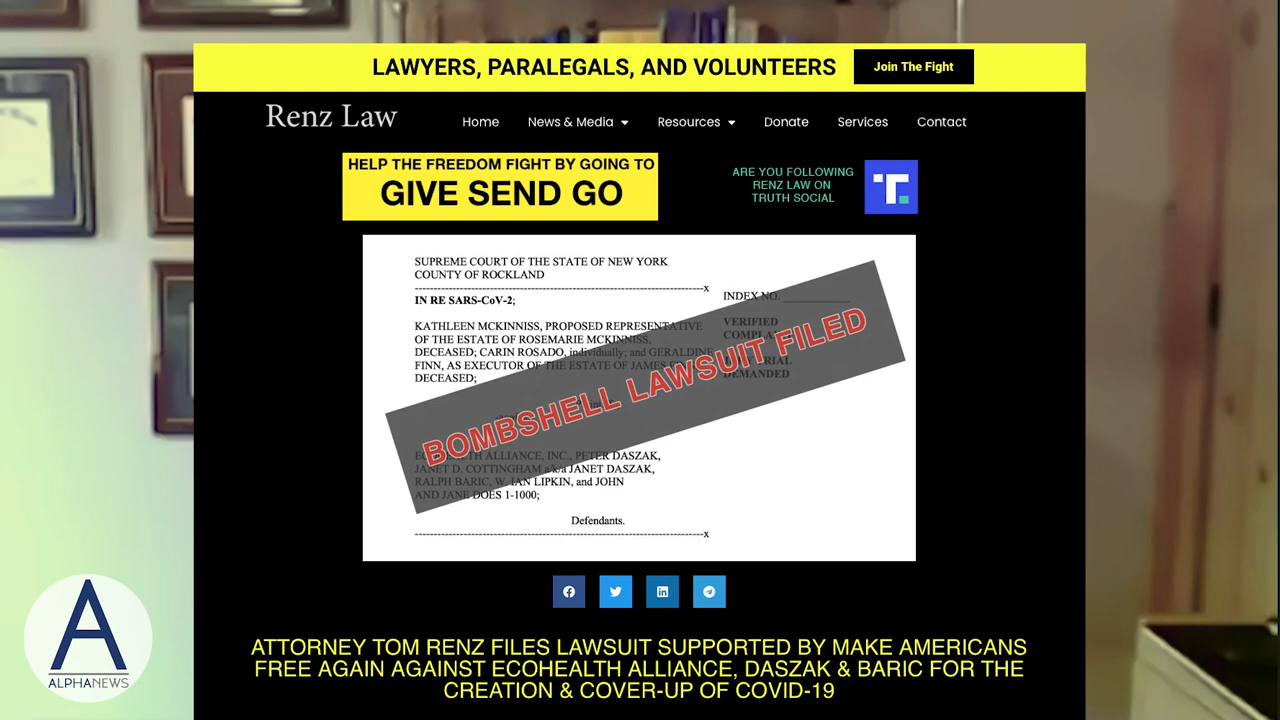 LAWYERS, PARALEGALS, AND VOLUNTEERS
Join The Fight
Renz Law
Home
News & Media
Resources
Donate
Services
Contact
HELP THE FREEDOM FIGHT BY GOING TO
GIVE SEND GO
ARE YOU FOLLOWING
RENZ LAW ON
TRUTH SOCIAL
T
SUPREME COURT OF THE STATE OF NEW YORK
COUNTY OF ROCKLAND
------------------------------------------------------------------------x
IN RE SARS-CoV-2;
INDEX NO. ____________
KATHLEEN MCKINNISS, PROPOSED REPRESENTATIVE
OF THE ESTATE OF ROSEMARIE MCKINNISS,
DECEASED; CARIN ROSADO, individually; and GERALDINE
FINN, AS EXECUTOR OF THE ESTATE OF JAMES
DECEASED;
VERIFIED
DEMANDED
BOMBSHELL LAWSUIT FILED
ALLIANCE, INC., PETER DASZAK,
JANET D. COTTINGHAM a/k/a JANET DASZAK,
RALPH BARIC, W. IAN LIPKIN, and JOHN
AND JANE DOES 1-1000;
Defendants.
------------------------------------------------------------------------x
ATTORNEY TOM RENZ FILES LAWSUIT SUPPORTED BY MAKE AMERICANS
FREE AGAIN AGAINST ECOHEALTH ALLIANCE, DASZAK & BARIC FOR THE
CREATION & COVER-UP OF COVID-19
A
ALPHANEWS